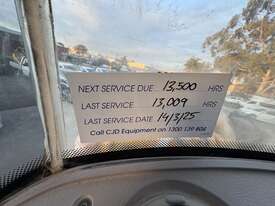 NEXT SERVICE DUE 13,500 HRS
LAST SERVICE 13,009 HRS
LAST SERVICE DATE 14/3/25
Call CJD Equipment on 1300 139 804